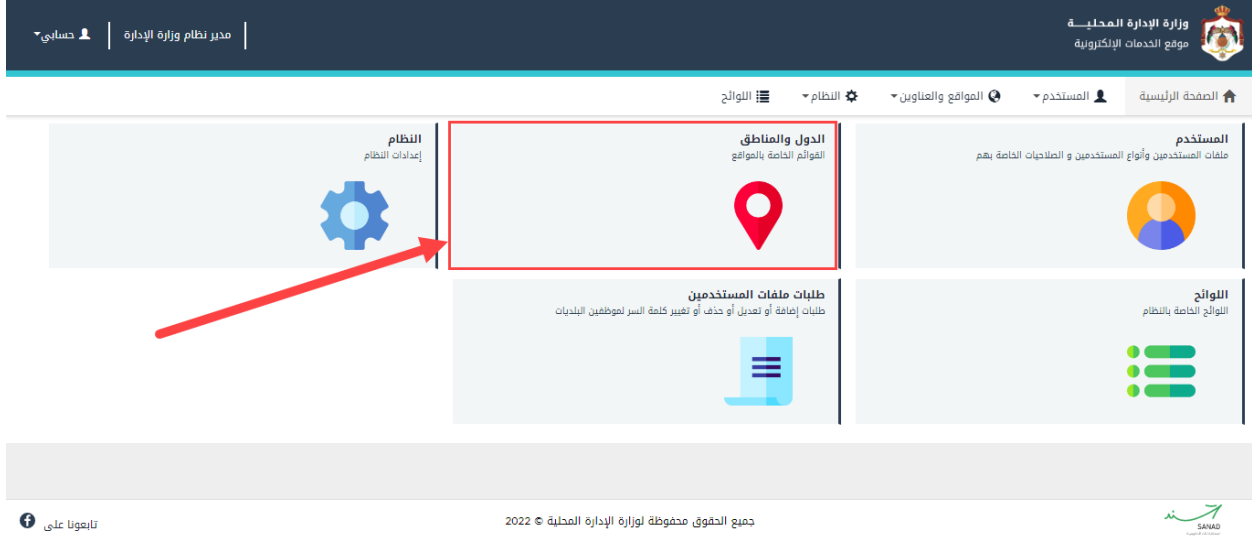 وزارة الإدارة المحليـــة
موقع الخدمات الإلكترونية
مدير نظام وزارة الإدارة
حسابي
الصفحة الرئيسية
المستخدم
المواقع والعناوين
النظام
اللوائح
المستخدم
ملفات المستخدمين وأنواع المستخدمين و الصلاحيات الخاصة بهم
الدول والمناطق
القوائم الخاصة بالمواقع
النظام
إعدادات النظام
اللوائح
اللوائح الخاصة بالنظام
طلبات ملفات المستخدمين
طلبات إضافة أو تعديل أو حذف أو تغيير كلمة السر لموظفين البلديات
سند
SANAD
جميع الحقوق محفوظة لوزارة الإدارة المحلية © 2022
تابعونا على